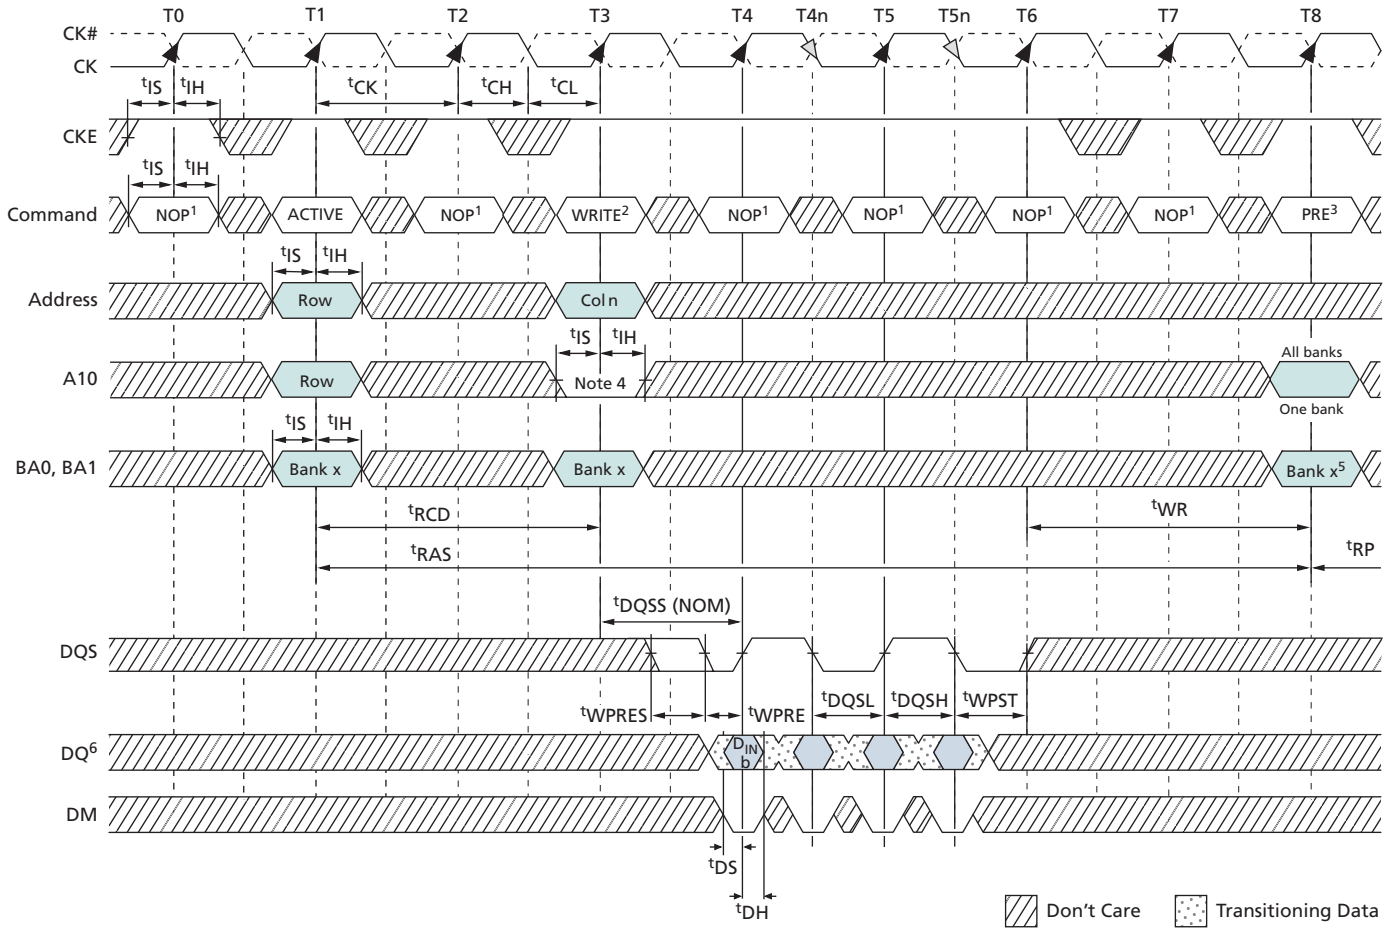 T0 T1 T2 T3 T4 T4n T5 T5n T6 T7 T8
CK#
CK
tIS tIH tCK tCH tCL
CKE
tIS tIH
Command NOP1 ACTIVE NOP1 WRITE2 NOP1 NOP1 NOP1 NOP1 PRE3
tIS tIH
Address Row Col n
tIS tIH
All banks
A10 Row Note 4
One bank
tIS tIH
BA0, BA1 Bank x Bank x Bank x5
tRCD tWR
tRAS tRP
tDQSS (NOM)
DQS
tWPRES tWPRE tDQSL tDQSH tWPST
DQ6 DIN
b
DM
tDS
tDH
Don't Care Transitioning Data